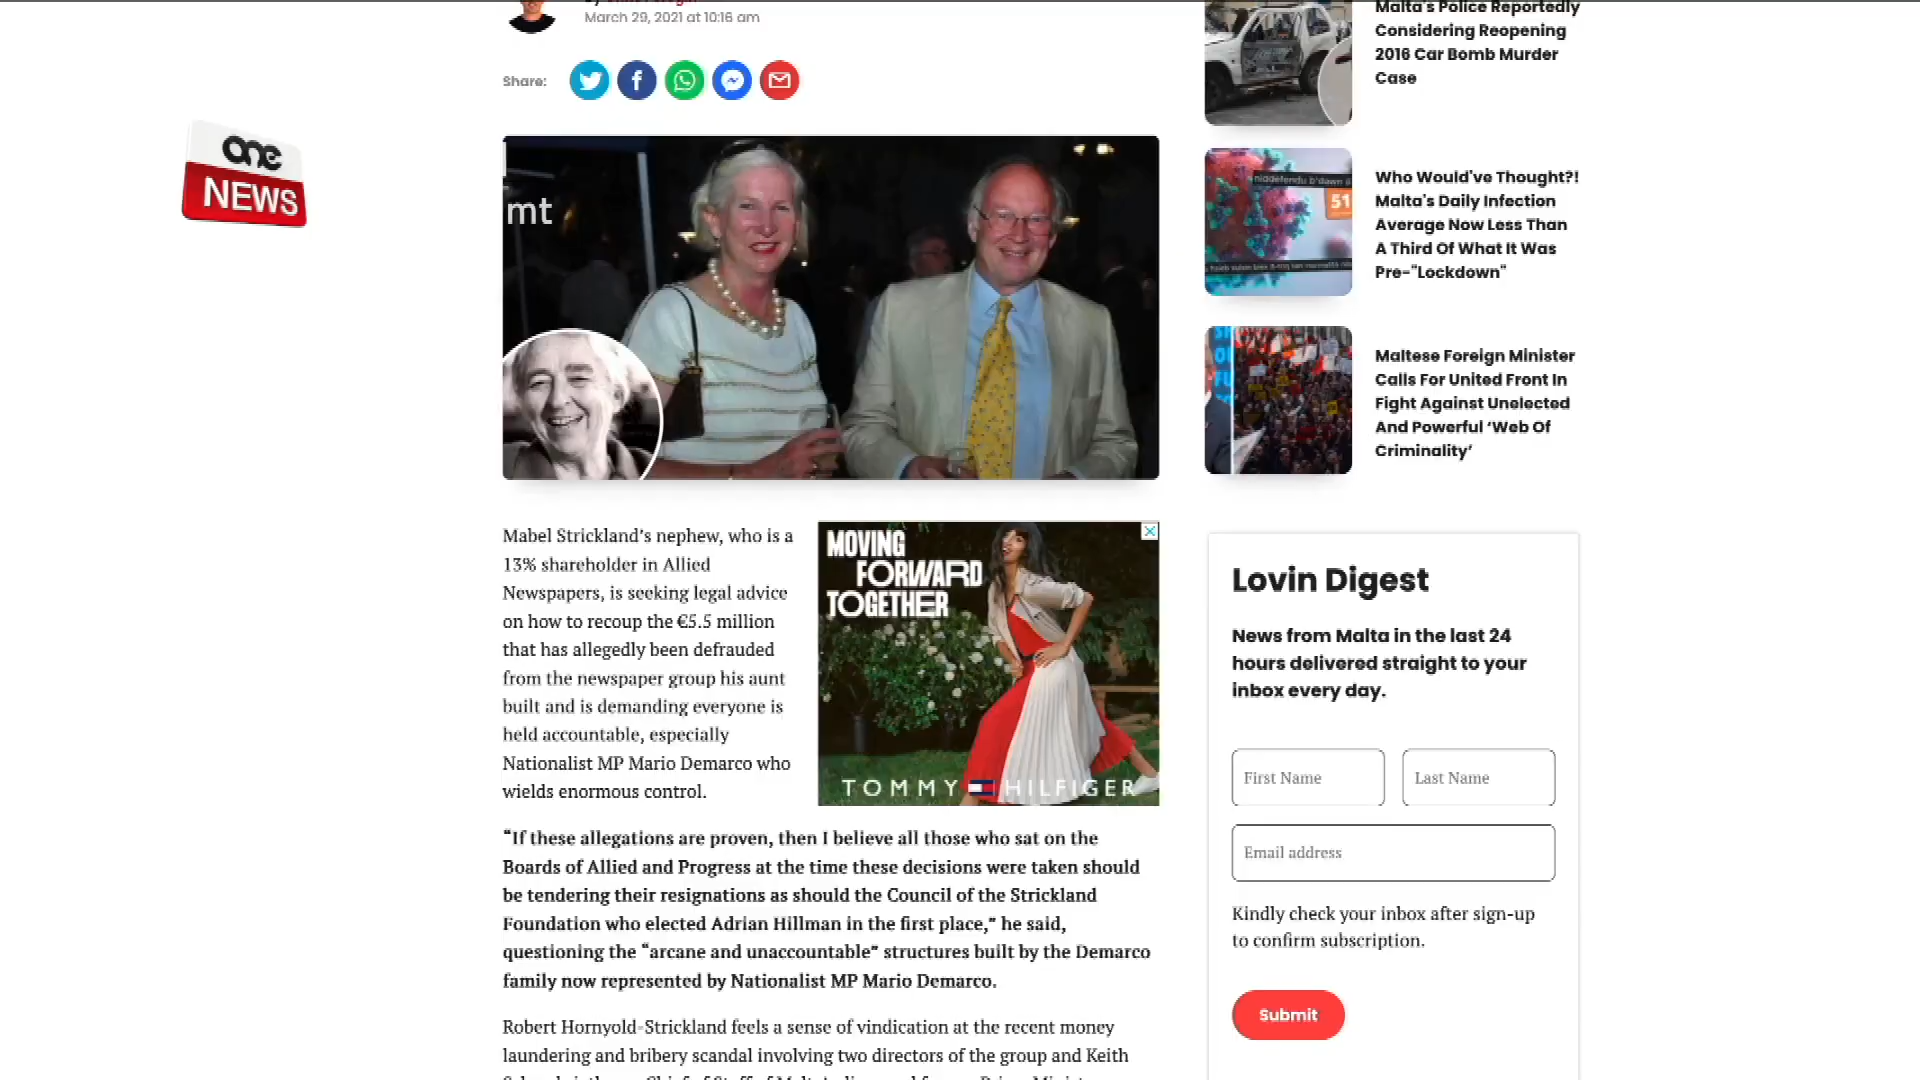 March 29, 2021 at 10:16 am
Share:
one
NEWS
mt
Mabel Strickland's nephew, who is a
13% shareholder in Allied
Newspapers, is seeking legal advice
on how to recoup the €5.5 million
that has allegedly been defrauded
from the newspaper group his aunt
built and is demanding everyone is
held accountable, especially
Nationalist MP Mario Demarco who
wields enormous control.
MOVING
FORWARD
TOGETHER
TOMMY HILFIGER
“If these allegations are proven, then I believe all those who sat on the
Boards of Allied and Progress at the time these decisions were taken should
be tendering their resignations as should the Council of the Strickland
Foundation who elected Adrian Hillman in the first place,” he said,
questioning the “arcane and unaccountable” structures built by the Demarco
family now represented by Nationalist MP Mario Demarco.
Robert Hornyold-Strickland feels a sense of vindication at the recent money
laundering and bribery scandal involving two directors of the group and Keith
Malta's Police Reportedly
Considering Reopening
2016 Car Bomb Murder
Case
51
Who Would've Thought?!
Malta's Daily Infection
Average Now Less Than
A Third Of What It Was
Pre-"Lockdown"
Maltese Foreign Minister
Calls For United Front In
Fight Against Unelected
And Powerful ‘Web Of
Criminality’
Lovin Digest
News from Malta in the last 24
hours delivered straight to your
inbox every day.
First Name
Last Name
Email address
Kindly check your inbox after sign-up
to confirm subscription.
Submit